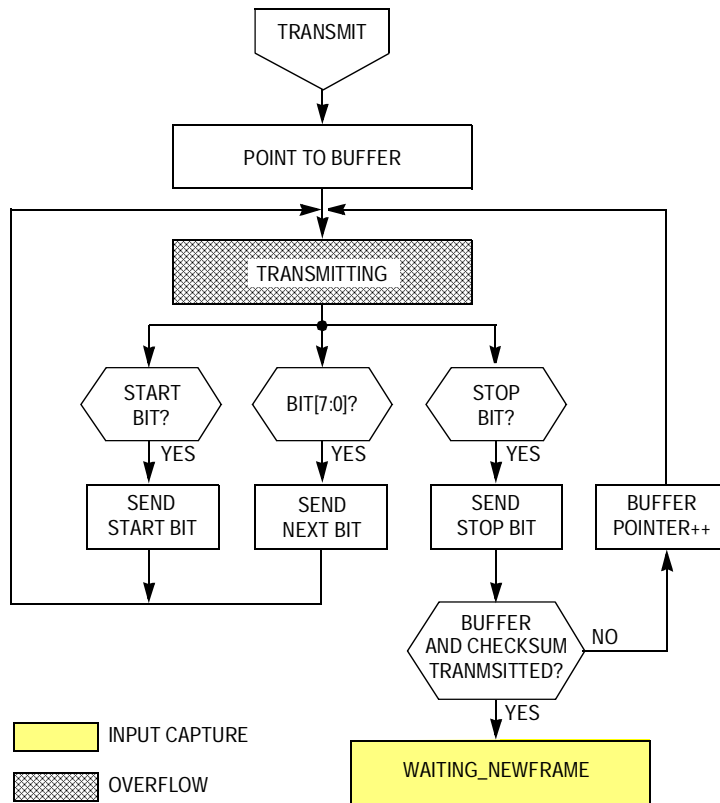 TRANSMIT
POINT TO BUFFER
TRANSMITTING
START
BIT?
BIT[7:0]?
STOP
BIT?
YES
YES
YES
SEND
START BIT
SEND
NEXT BIT
SEND
STOP BIT
BUFFER
POINTER++
BUFFER
AND CHECKSUM
TRANMSITTED?
NO
YES
INPUT CAPTURE
WAITING_NEWFRAME
OVERFLOW